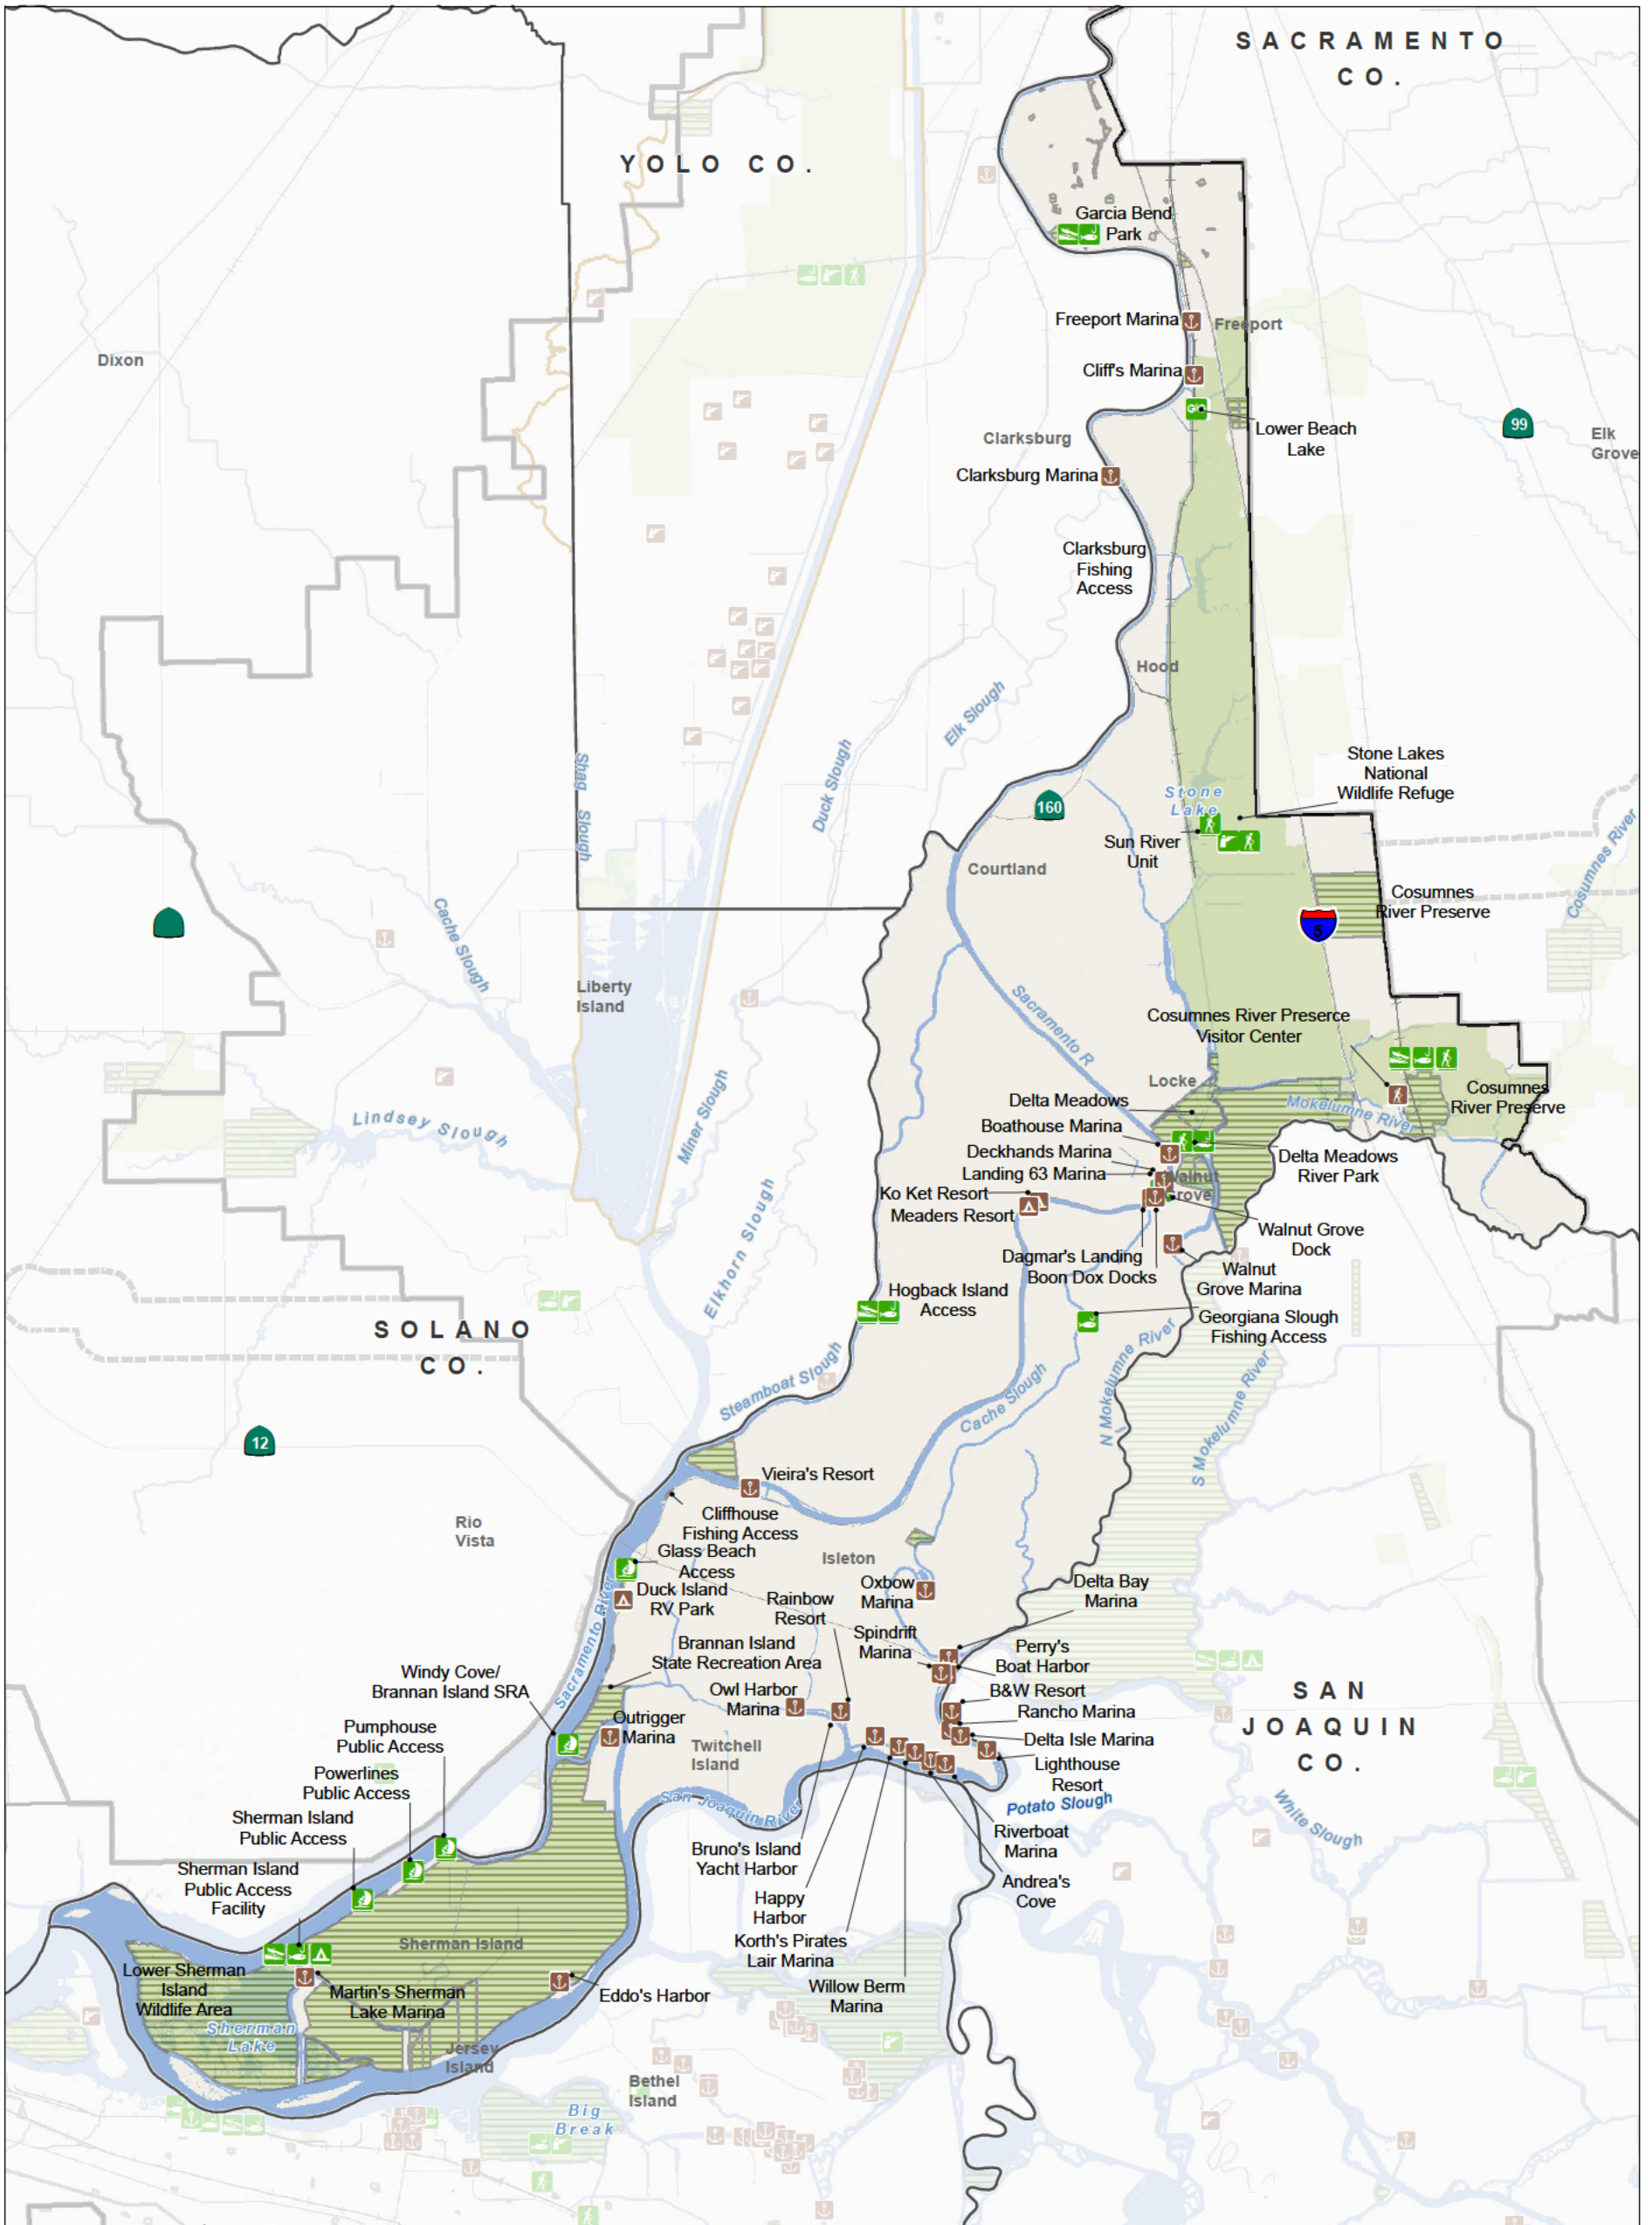 SACRAMENTO
CO.
YOLO CO.
Garcia Bend
Park
Freeport Marina
Freeport
Dixon
Cliff's Marina
Lower Beach
Lake
99
Elk
Grove
Clarksburg
Clarksburg Marina
Clarksburg
Fishing
Access
Hood
Elk Slough
Duck Slough
Shag Slough
Stone Lakes
National
Wildlife Refuge
Stone
Lake
160
Sun River
Unit
Cosumnes River
Courtland
Cosumnes
River Preserve
5
Cache Slough
Liberty
Island
Sacramento R
Cosumnes River Preserce
Visitor Center
Locke
Cosumnes
River Preserve
Mokelumne River
Lindsey Slough
Miner Slough
Delta Meadows
Boathouse Marina
Deckhands Marina
Landing 63 Marina
Delta Meadows
River Park
Walnut
Grove
Ko Ket Resort
Meaders Resort
Elkhorn Slough
Walnut Grove
Dock
Dagmar's Landing
Boon Dox Docks
Walnut
Grove Marina
Hogback Island
Access
Georgiana Slough
Fishing Access
SOLANO
CO.
Steamboat Slough
Cache Slough
N Mokelumne River
S Mokelumne River
12
Vieira's Resort
Cliffhouse
Fishing Access
Rio
Vista
Glass Beach
Access
Isleton
Duck Island
RV Park
Rainbow
Resort
Oxbow
Marina
Delta Bay
Marina
Sacramento River
Spindrift
Marina
Brannan Island
State Recreation Area
Perry's
Boat Harbor
Windy Cove/
Brannan Island SRA
Owl Harbor
Marina
B&W Resort
Rancho Marina
SAN
JOAQUIN
CO.
Outrigger
Marina
Pumphouse
Public Access
Twitchell
Island
Delta Isle Marina
Lighthouse
Resort
Powerlines
Public Access
San Joaquin River
Potato Slough
White Slough
Sherman Island
Public Access
Riverboat
Marina
Bruno's Island
Yacht Harbor
Sherman Island
Public Access
Facility
Andrea's
Cove
Happy
Harbor
Korth's Pirates
Lair Marina
Sherman Island
Lower Sherman
Island
Wildlife Area
Martin's Sherman
Lake Marina
Eddo's Harbor
Willow Berm
Marina
Sherman
Lake
Jersey
Island
Bethel
Island
Big
Break